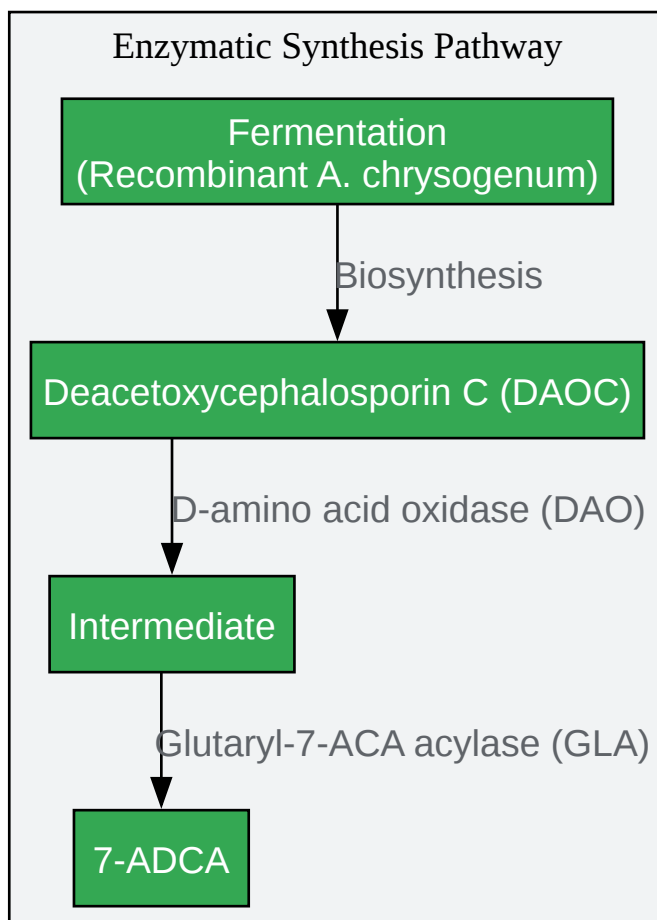 Enzymatic Synthesis Pathway
Fermentation
(Recombinant A. chrysogenum)
Biosynthesis
Deacetoxycephalosporin C (DAOC)
D-amino acid oxidase (DAO)
Intermediate
Glutaryl-7-ACA acylase (GLA)
7-ADCA